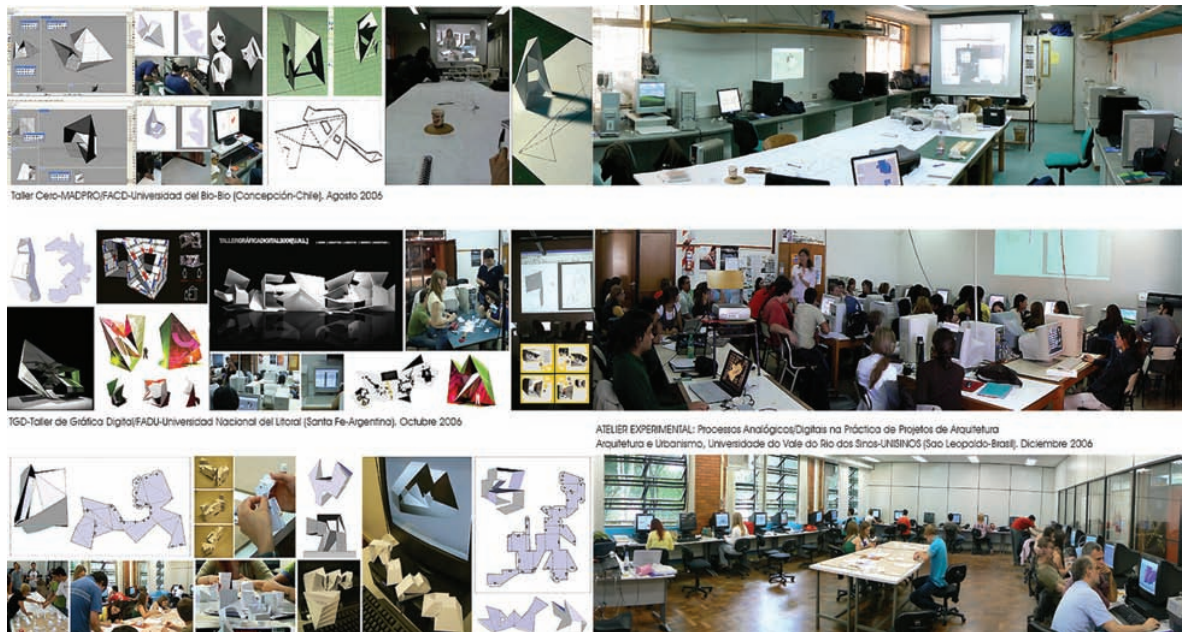 Taller Cero-MADPRO/FACD-Universidad del Bio-Bio (Concepción-Chile). Agosto 2006
TALLERGRÁFICADIGITAL2006[U.N.L.]
TGD-Taller de Gráfica Digital/FADU-Universidad Nacional del Litoral (Santa Fe-Argentina). Octubre 2006
ATELIER EXPERIMENTAL: Processos Analógicos/Digitais na Práctica de Projetos de Arquitetura
Arquitetura e Urbanismo, Universidade do Vale do Rio dos Sinos-UNISINOS (Sao Leopoldo-Brasil). Diciembre 2006